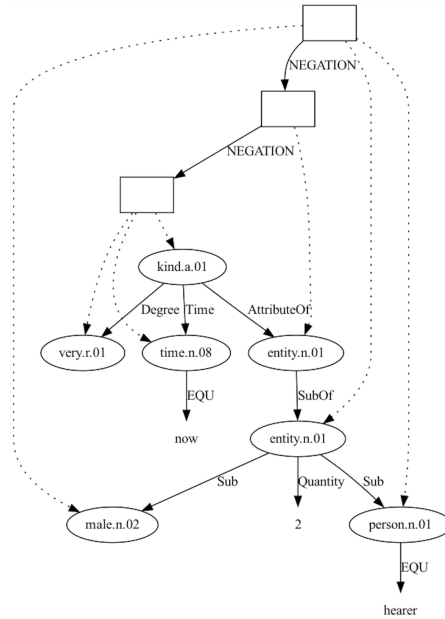 NEGATION
NEGATION
kind.a.01
Degree Time AttributeOf
very.r.01 time.n.08 entity.n.01
EQU SubOf
now entity.n.01
Sub Quantity Sub
male.n.02 2 person.n.01
EQU
hearer